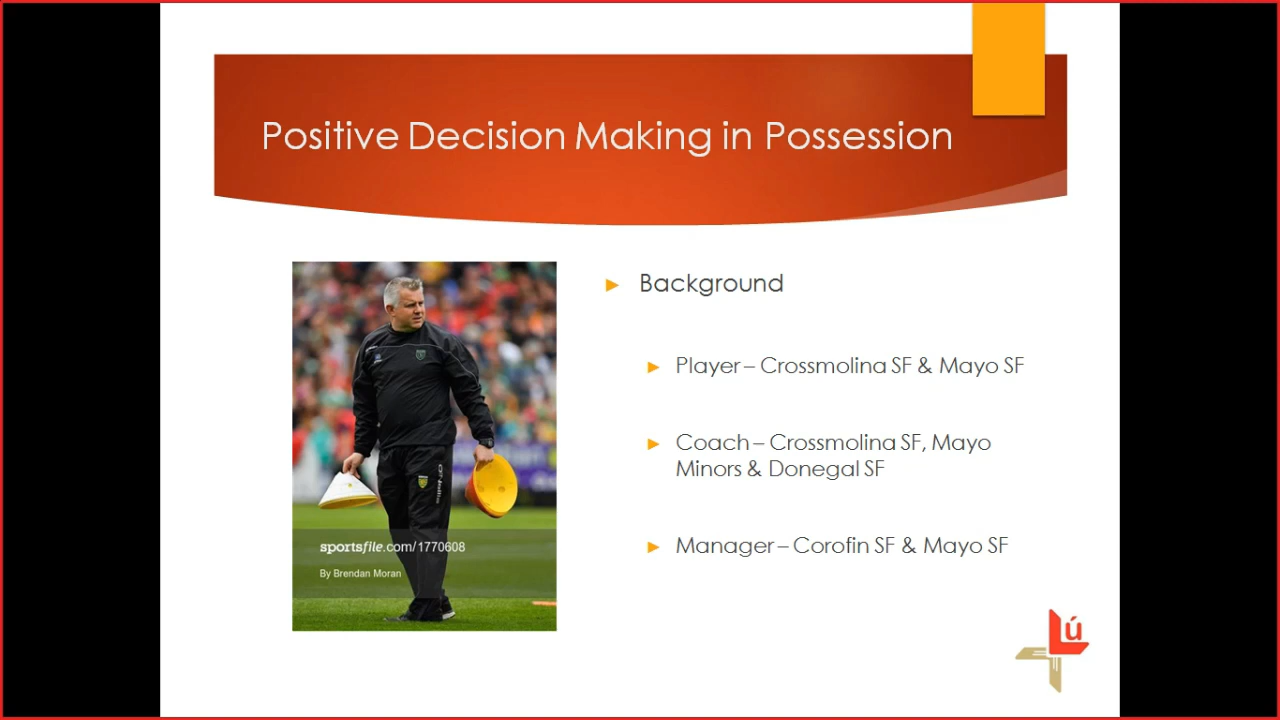 Positive Decision Making in Possession
Background
Player – Crossmolina SF & Mayo SF
Coach – Crossmolina SF, Mayo
Minors & Donegal SF
Manager – Corofin SF & Mayo SF
sportsfile.com/1770608
By Brendan Moran
O'Neills
ú